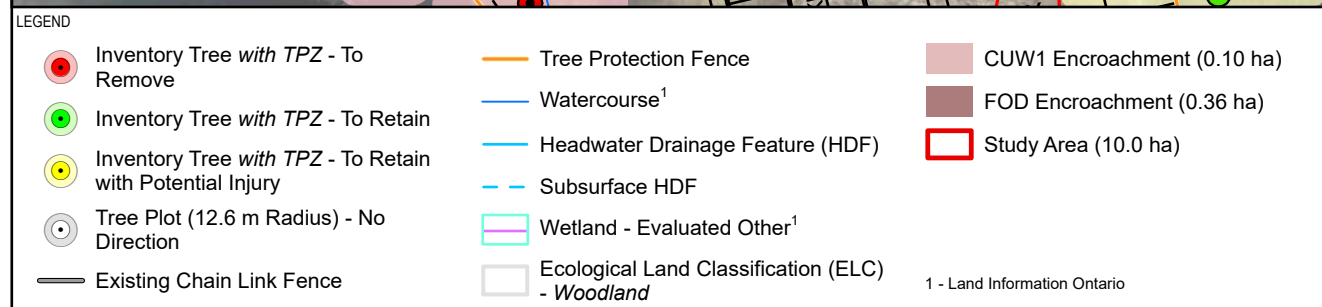 LEGEND
Inventory Tree with TPZ - To
Remove
Inventory Tree with TPZ - To Retain
Inventory Tree with TPZ - To Retain
with Potential Injury
Tree Plot (12.6 m Radius) - No
Direction
Existing Chain Link Fence
Tree Protection Fence
Watercourse1
Headwater Drainage Feature (HDF)
Subsurface HDF
Wetland - Evaluated Other1
Ecological Land Classification (ELC)
- Woodland
CUW1 Encroachment (0.10 ha)
FOD Encroachment (0.36 ha)
Study Area (10.0 ha)
1 - Land Information Ontario